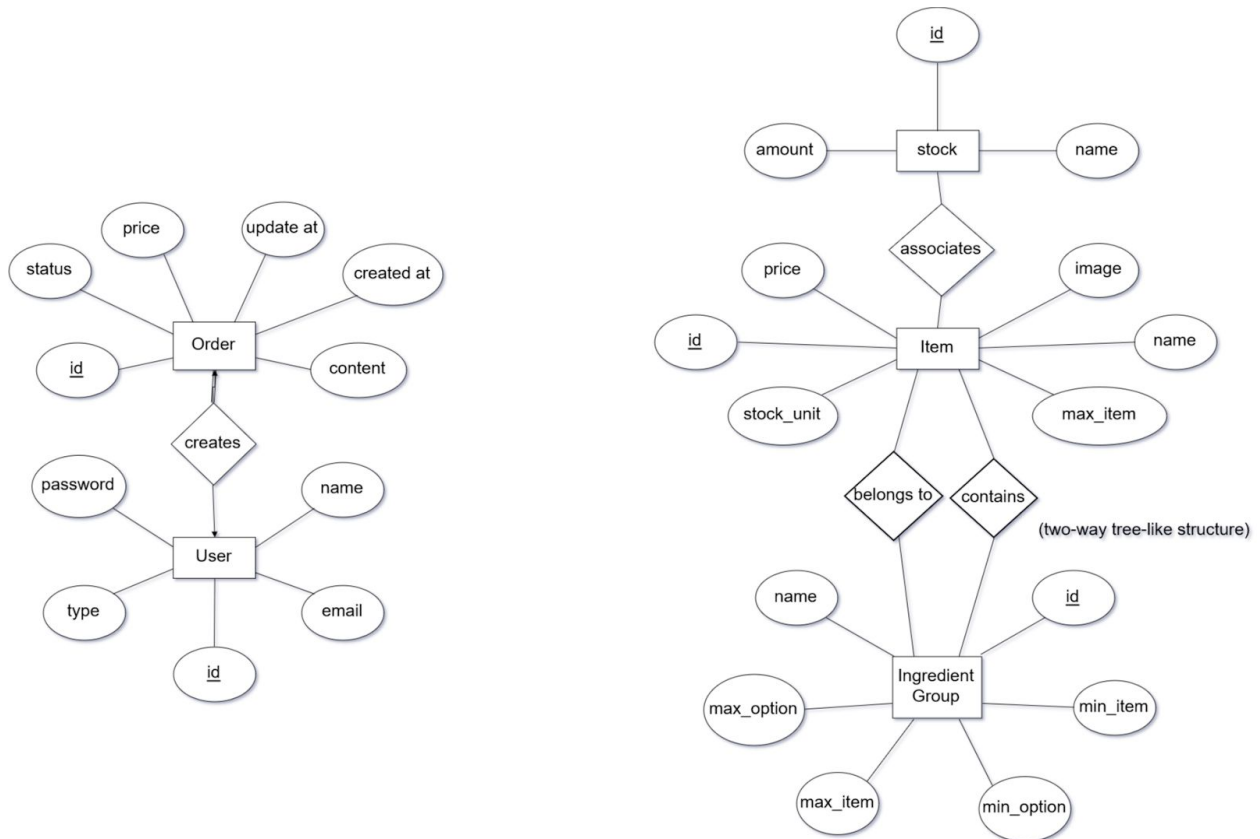 id
amount
stock
name
price
update at
status
created at
Order
id
content
creates
password
name
User
type
email
id
associates
price
image
id
Item
name
stock_unit
max_item
belongs to
contains
(two-way tree-like structure)
name
id
Ingredient
Group
max_option
min_item
max_item
min_option